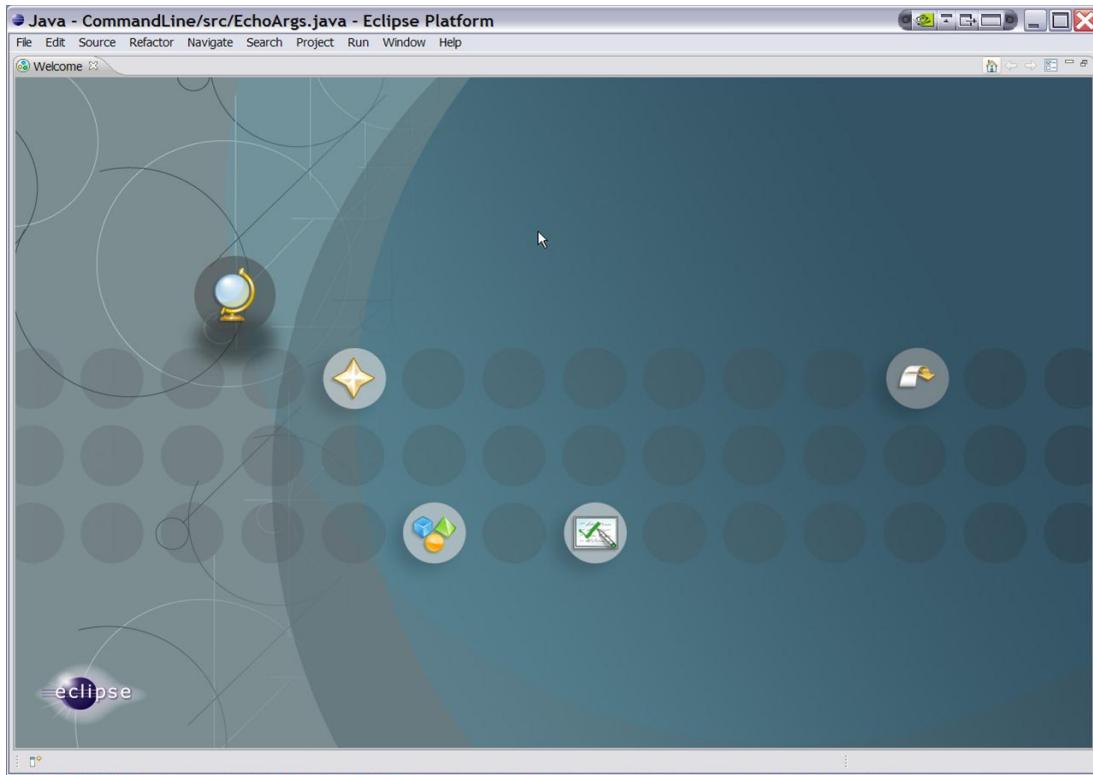 Java - CommandLine/src/EchoArgs.java - Eclipse Platform
File Edit Source Refactor Navigate Search Project Run Window Help
Welcome
eclipse